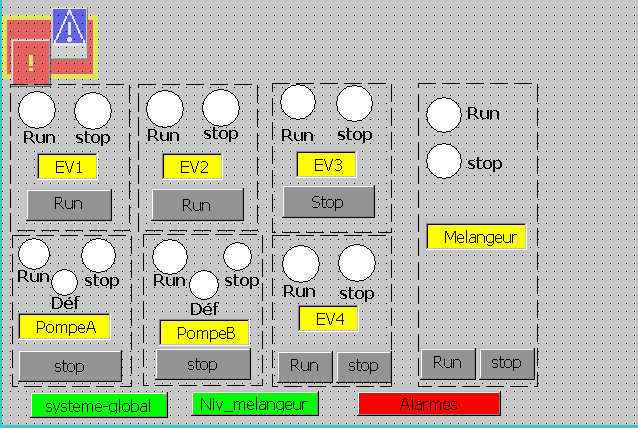 !
!
Run stop
EV1
Run
Run stop
EV2
Run
Run stop
EV3
Stop
Run
stop
Melangeur
Run stop
Run stop
Déf
PompeA
stop
Run stop
Déf
PompeB
stop
Run stop
EV4
Run stop
systeme-global Niv_melangeur Alarmes